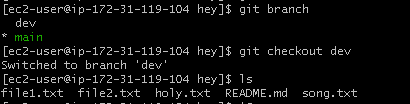 [ec2-user@ip-172-31-119-104 hey]$ git branch
  dev
* main
[ec2-user@ip-172-31-119-104 hey]$ git checkout dev
Switched to branch 'dev'
[ec2-user@ip-172-31-119-104 hey]$ ls
file1.txt  file2.txt  holy.txt  README.md  song.txt